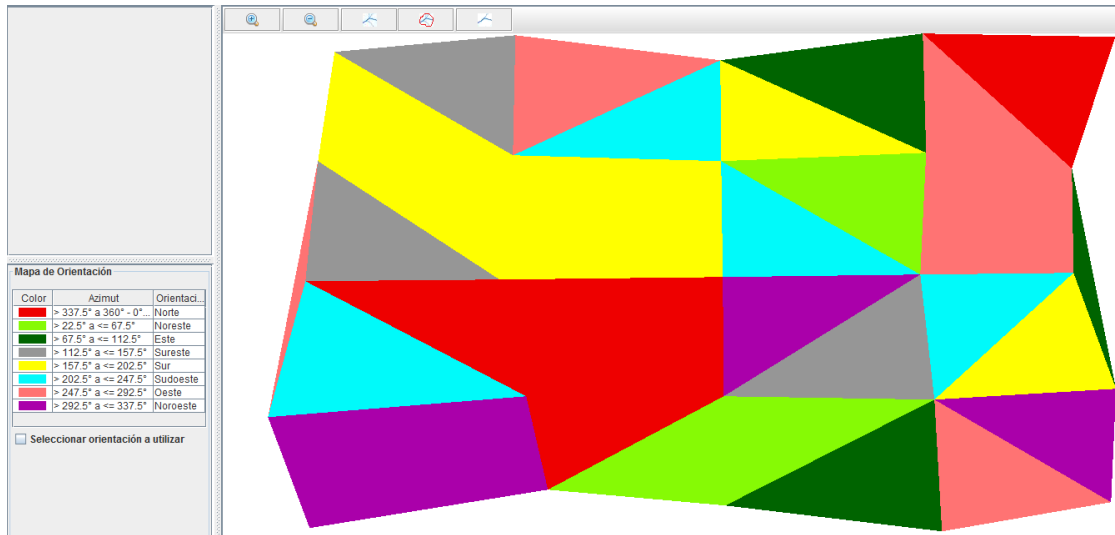 Mapa de Orientación
Color Azimut Orientaci...
> 337.5° a 360° - 0°... Norte
> 22.5° a <= 67.5° Noreste
> 67.5° a <= 112.5° Este
> 112.5° a <= 157.5° Sureste
> 157.5° a <= 202.5° Sur
> 202.5° a <= 247.5° Sudoeste
> 247.5° a <= 292.5° Oeste
> 292.5° a <= 337.5° Noroeste
Seleccionar orientación a utilizar